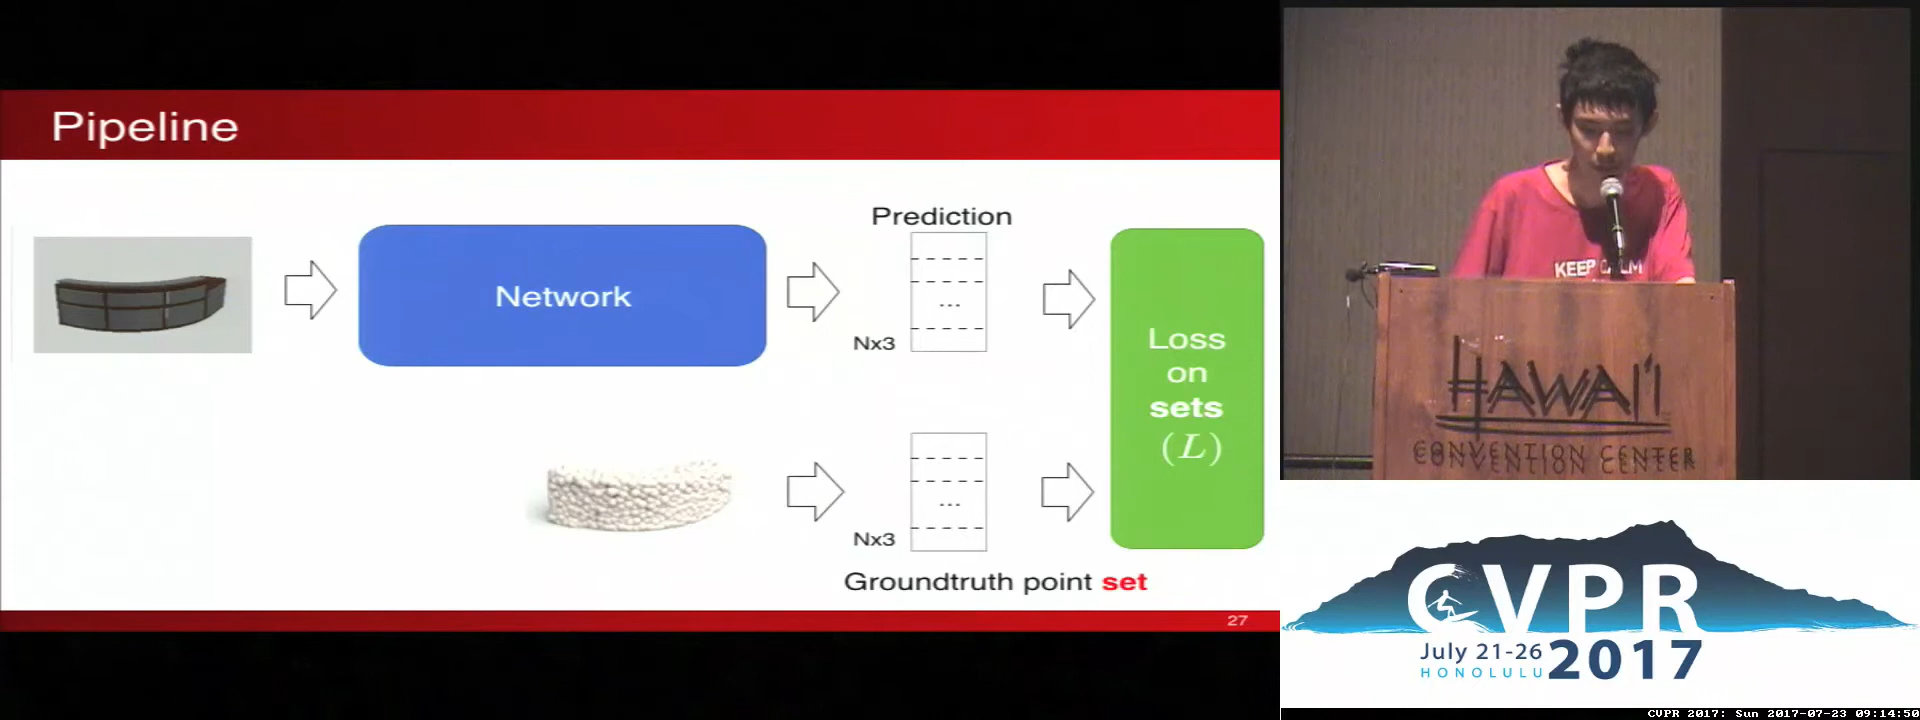 Pipeline
Prediction
Network
...
Nx3
Loss
on
sets
(L)
...
Nx3
Groundtruth point set
27
KEEP CALM
HAWAI'I
CONVENTION CENTER
CVPR
July 21-26
2017
HONOLULU
CVPR 2017: Sun 2017-07-23 09:14:50